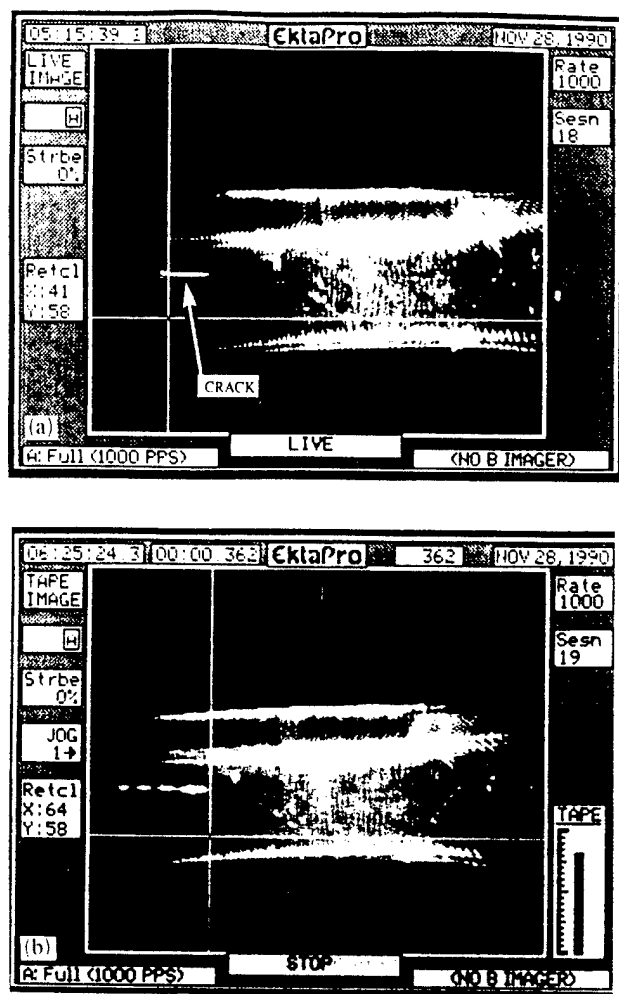 05:15:39
EktaPro
NOV 28, 1990
LIVE
IMAGE
Rate
1000
Sesn
18
Strbe
0%
Retcl
X:41
Y:58
CRACK
(a)
LIVE
A: Full (1000 PPS)
(NO B IMAGER)
06:25:24.3
00:00 362
EktaPro
362
NOV 28, 1990
TAPE
IMAGE
Rate
1000
Sesn
19
Strbe
0%
JOG
1→
Retcl
X:64
Y:58
TAPE
(b)
STOP
A: Full (1000 PPS)
(NO B IMAGER)